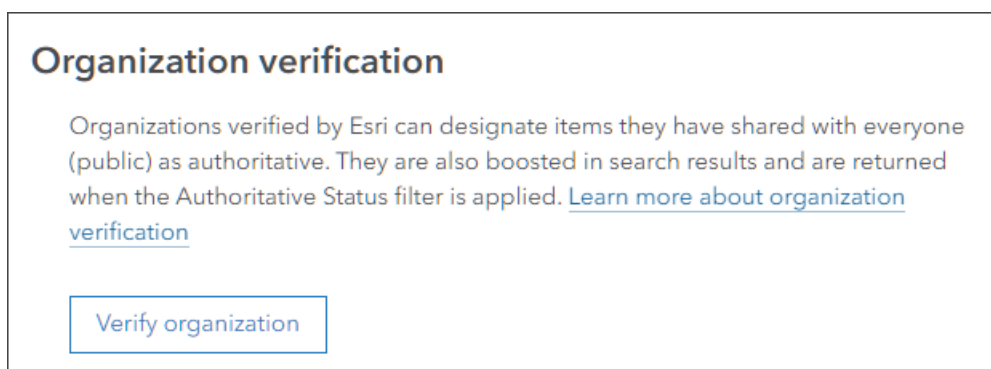 Organization verification
Organizations verified by Esri can designate items they have shared with everyone
(public) as authoritative. They are also boosted in search results and are returned
when the Authoritative Status filter is applied. Learn more about organization
verification
Verify organization